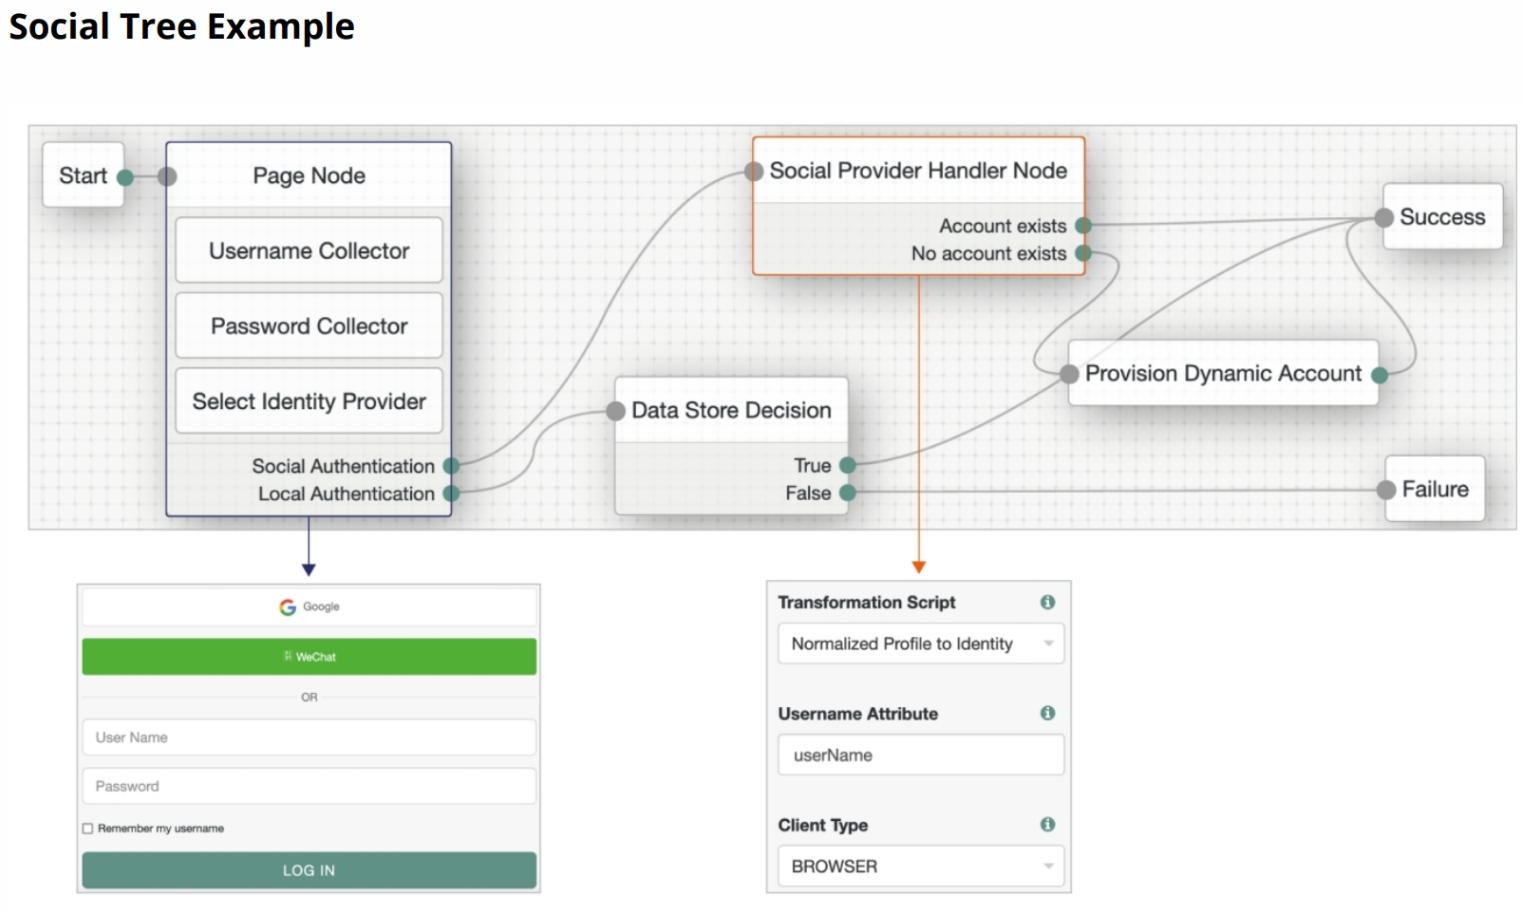 Social Tree Example
Start
Page Node
Username Collector
Password Collector
Select Identity Provider
Social Authentication
Local Authentication
Social Provider Handler Node
Account exists
No account exists
Data Store Decision
True
False
Provision Dynamic Account
Success
Failure
Google
WeChat
OR
User Name
Password
Remember my username
LOG IN
Transformation Script
Normalized Profile to Identity
Username Attribute
userName
Client Type
BROWSER